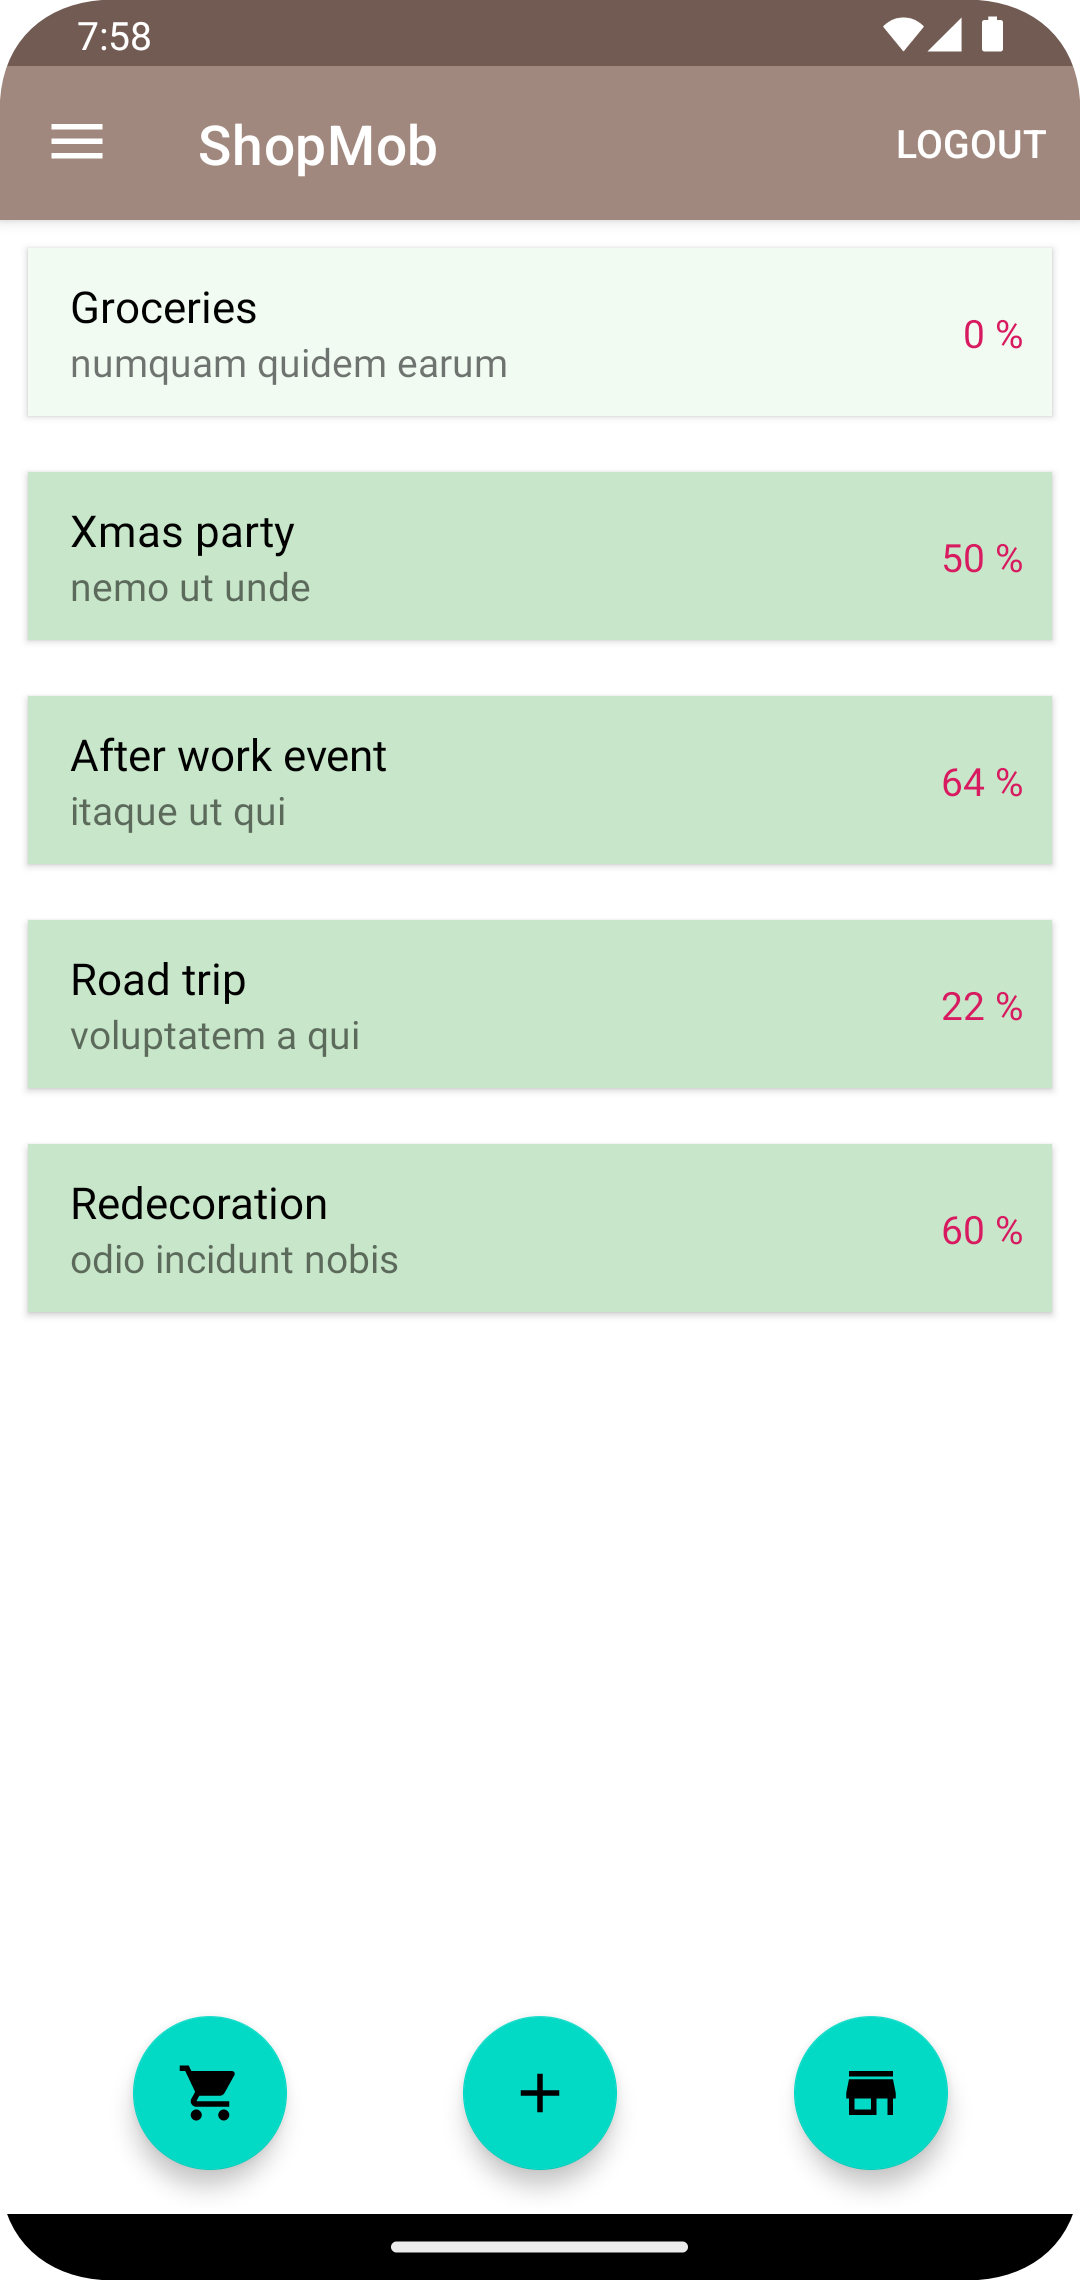 7:58
ShopMob
LOGOUT
Groceries
numquam quidem earum
0 %
Xmas party
nemo ut unde
50 %
After work event
itaque ut qui
64 %
Road trip
voluptatem a qui
22 %
Redecoration
odio incidunt nobis
60 %